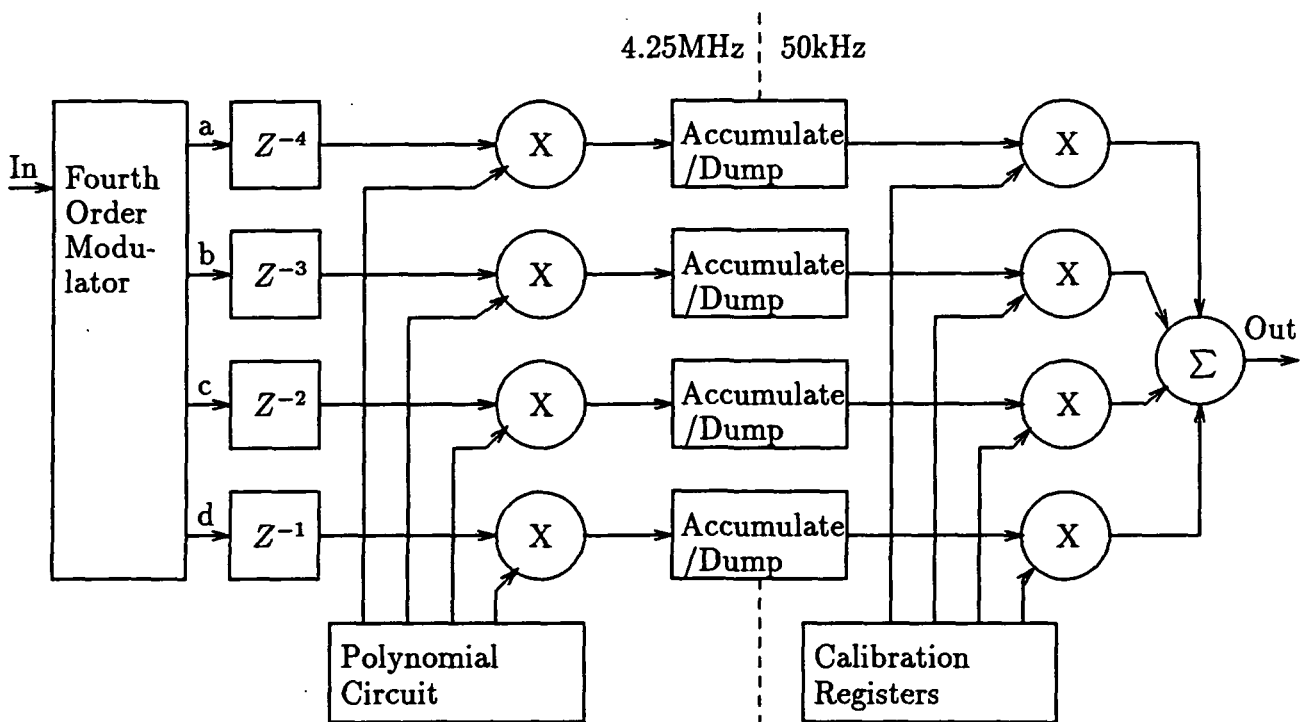 4.25MHz 50kHz
a
Z⁻⁴
X
Accumulate
/Dump
X
In
Fourth
Order
Modu-
lator
b
Z⁻³
X
Accumulate
/Dump
X
Out
Σ
c
Z⁻²
X
Accumulate
/Dump
X
d
Z⁻¹
X
Accumulate
/Dump
X
Polynomial
Circuit
Calibration
Registers